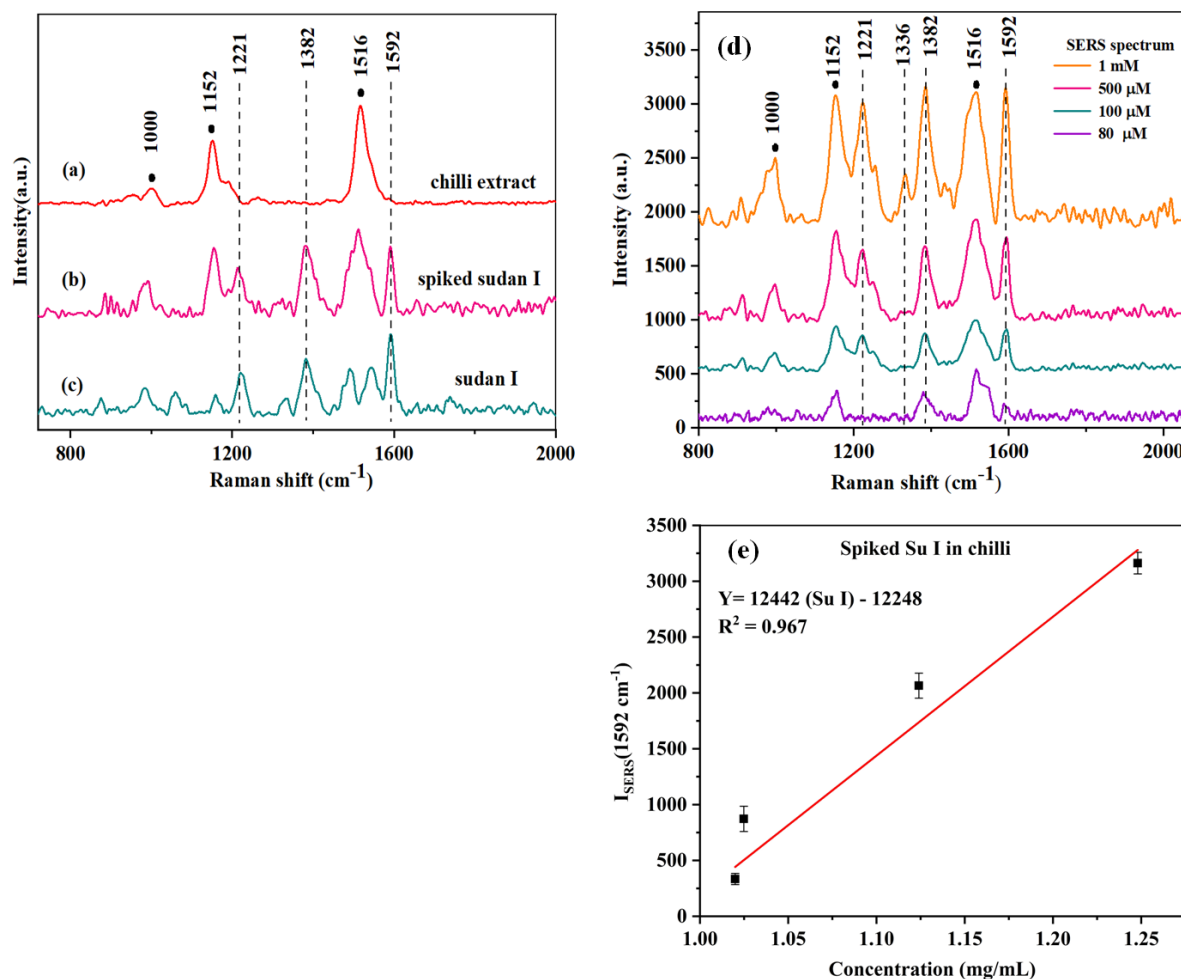 1000
1152
1221
1382
1516
1592
(a)
chilli extract
(b)
spiked sudan I
(c)
sudan I
Intensity(a.u.)
800
1200
1600
2000
Raman shift (cm⁻¹)
(d)
1000
1152
1221
1336
1382
1516
1592
SERS spectrum
1 mM
500 μM
100 μM
80 μM
Intensity (a.u.)
3500
3000
2500
2000
1500
1000
500
0
800
1200
1600
2000
Raman shift (cm⁻¹)
(e)
Spiked Su I in chilli
Y= 12442 (Su I) - 12248
R² = 0.967
I_SERS(1592 cm⁻¹)
3500
3000
2500
2000
1500
1000
500
0
1.00
1.05
1.10
1.15
1.20
1.25
Concentration (mg/mL)